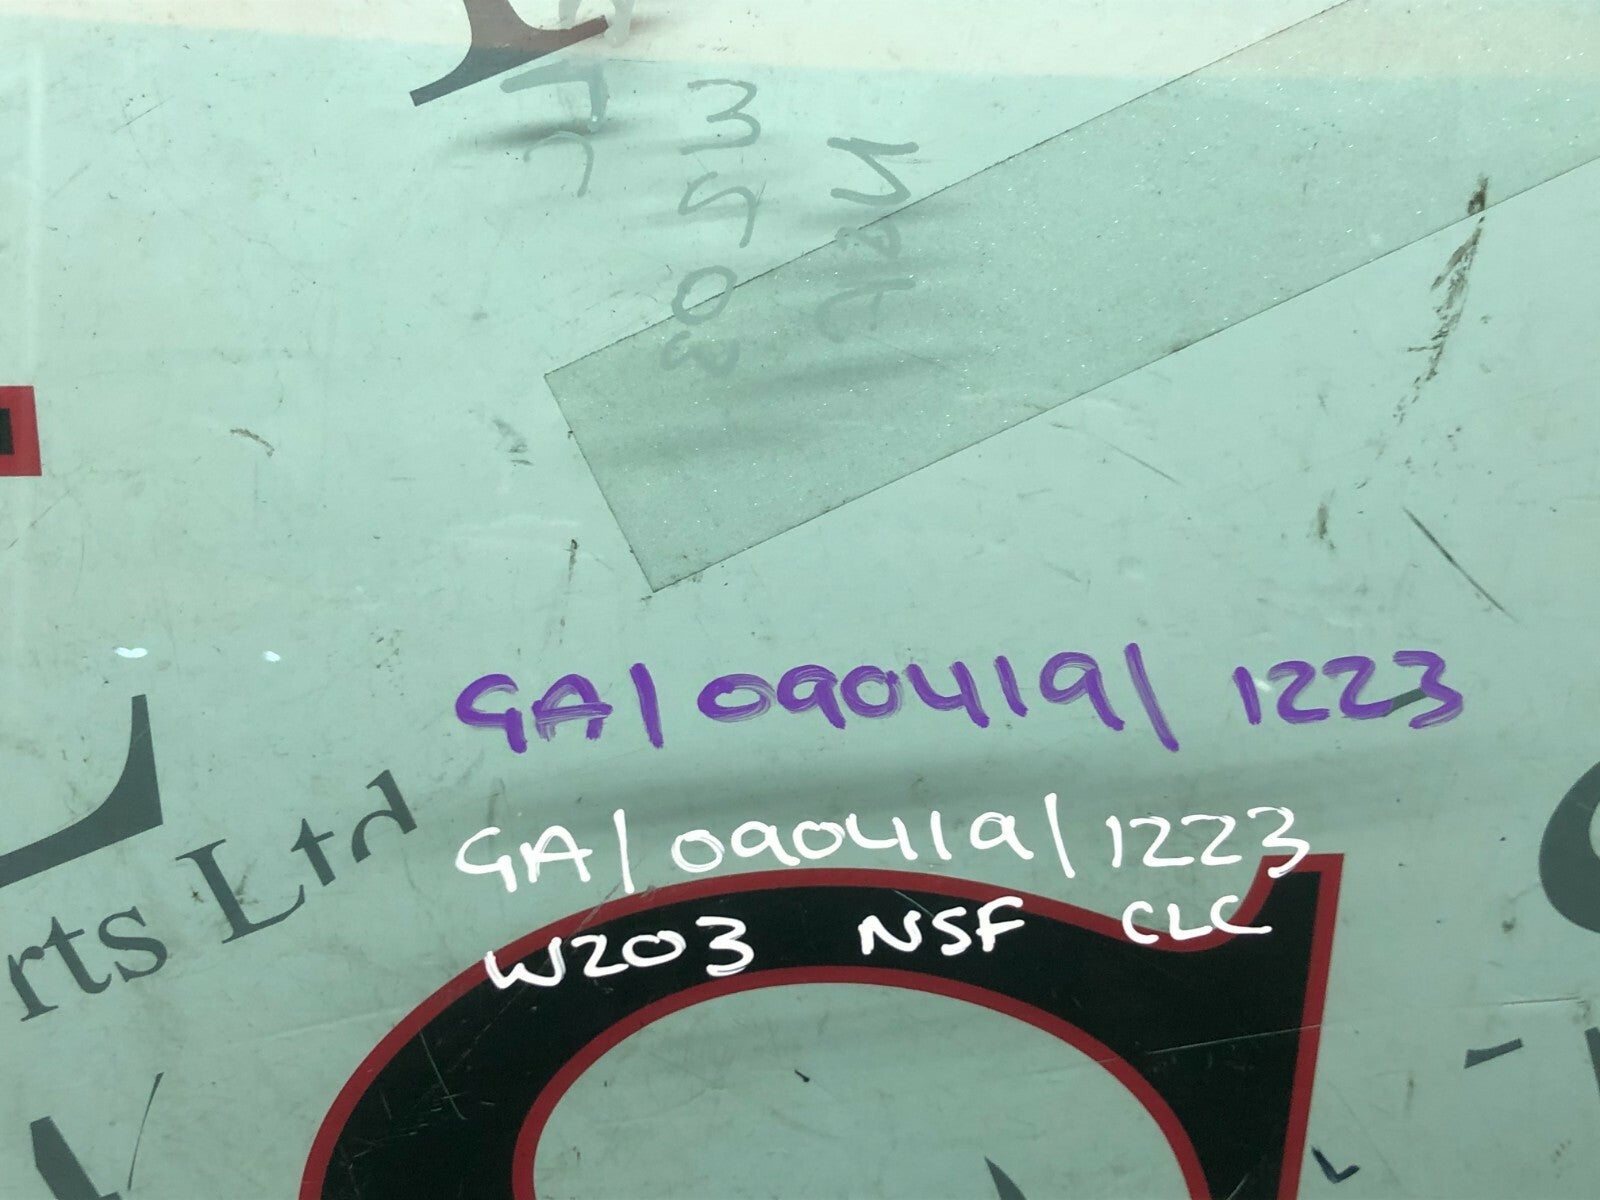 GA/090419/1223
GA/090419/1223
W203 NSF CLC
rts Ltd